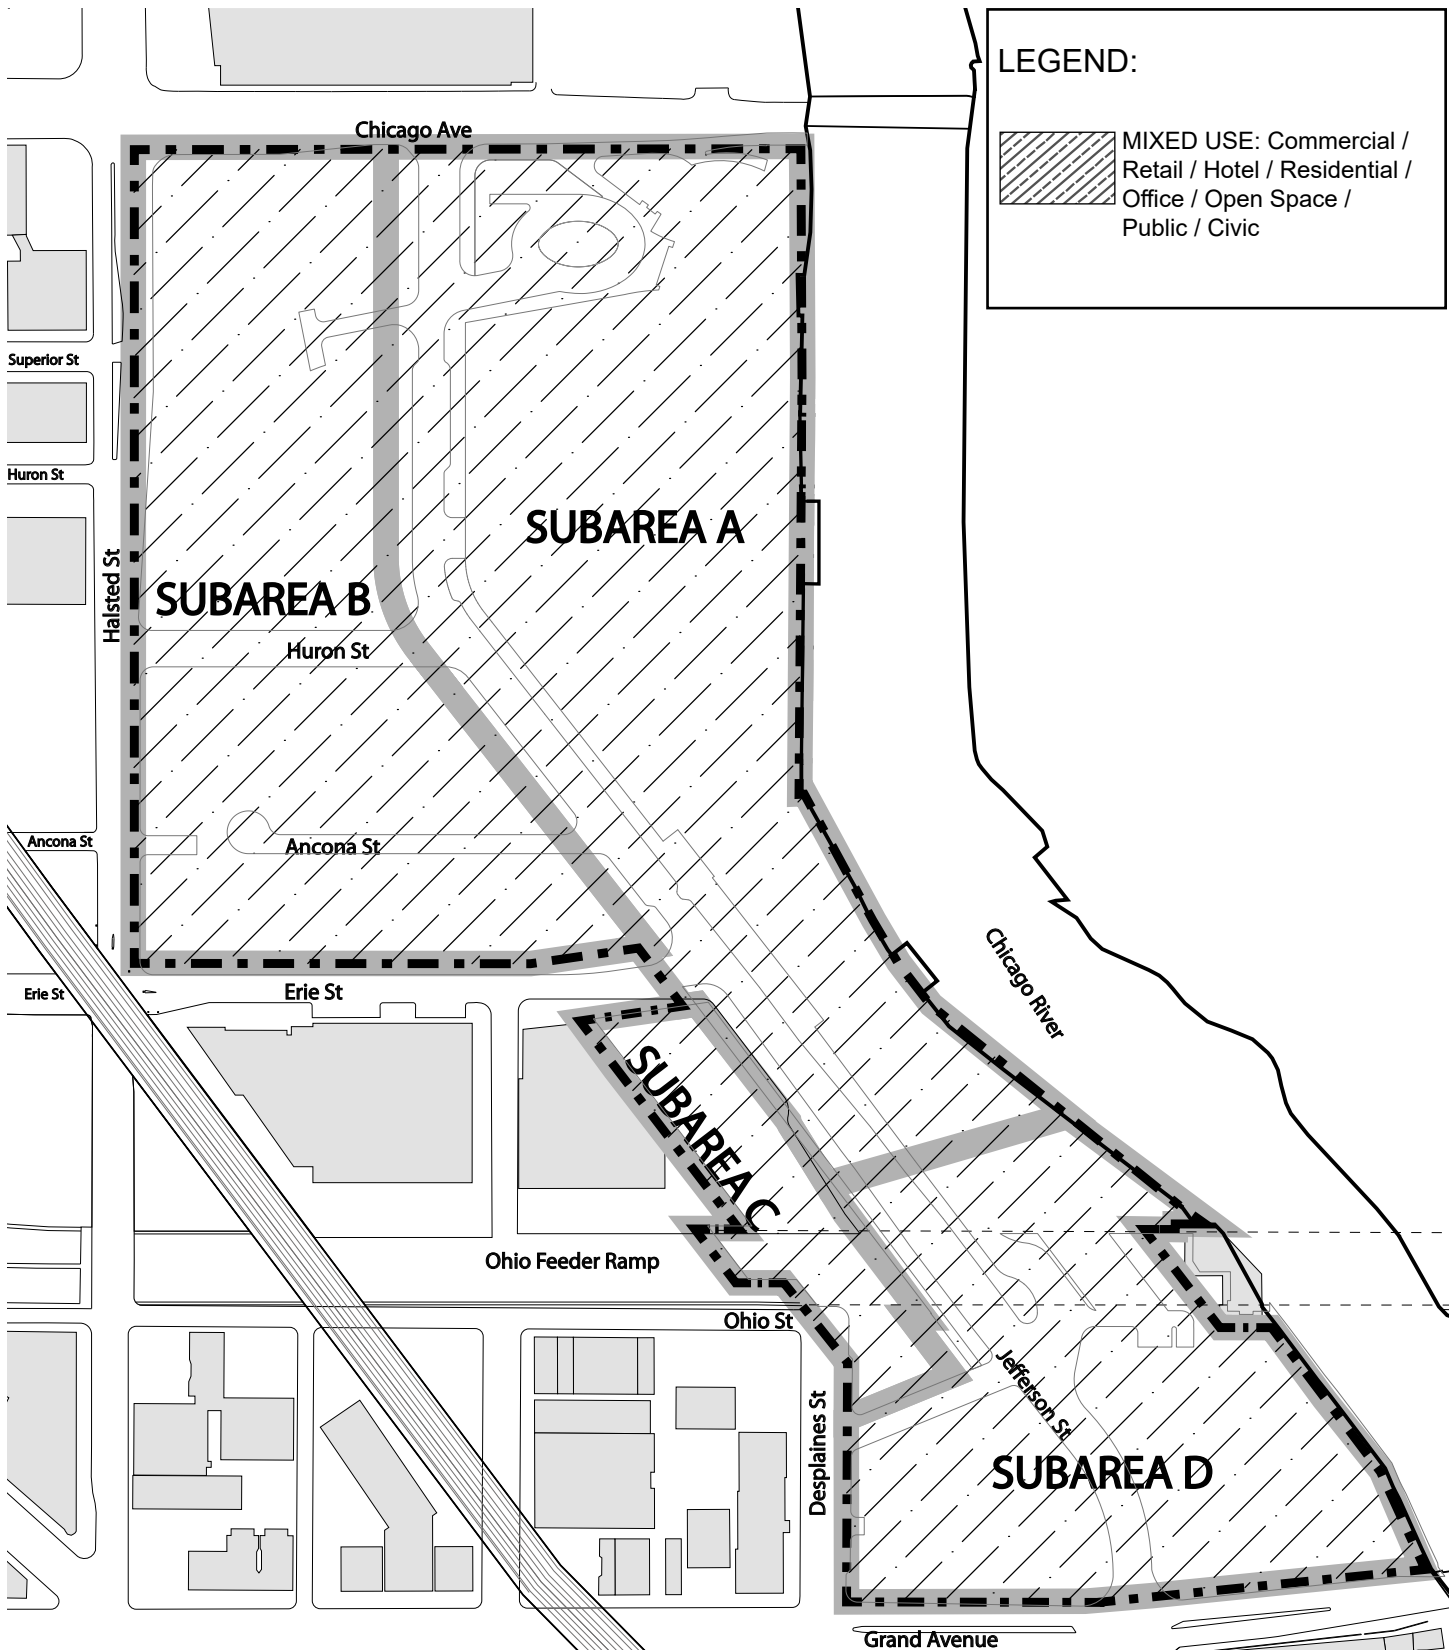 LEGEND:
MIXED USE: Commercial /
Retail / Hotel / Residential /
Office / Open Space /
Public / Civic
Chicago Ave
Superior St
Huron St
Halsted St
SUBAREA A
SUBAREA B
Huron St
Ancona St
Ancona St
Erie St
Erie St
Chicago River
SUBAREA C
Ohio Feeder Ramp
Ohio St
Desplaines St
Jefferson St
SUBAREA D
Grand Avenue